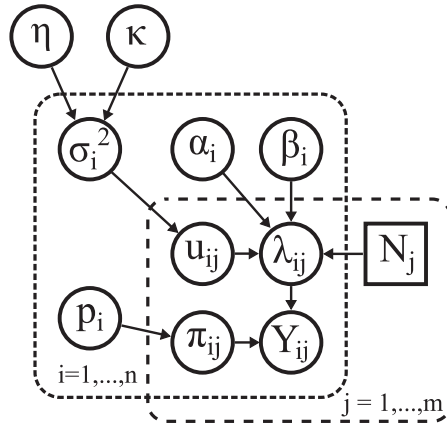 η κ
σᵢ² αᵢ βᵢ
uᵢⱼ λᵢⱼ Nⱼ
pᵢ πᵢⱼ Yᵢⱼ
i=1,...,n
j = 1,...,m